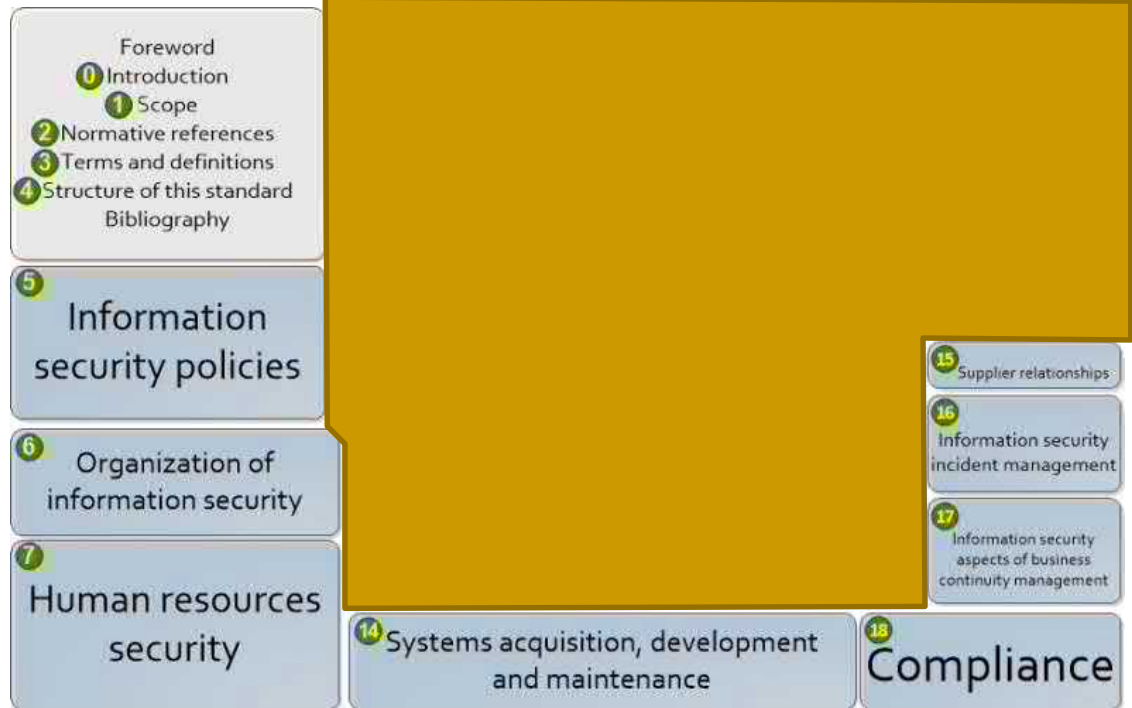 Foreword
0 Introduction
1 Scope
2 Normative references
3 Terms and definitions
4 Structure of this standard
Bibliography
5
Information
security policies
6
Organization of
information security
7
Human resources
security
14 Systems acquisition, development
and maintenance
15 Supplier relationships
16
Information security
incident management
17
Information security
aspects of business
continuity management
18
Compliance